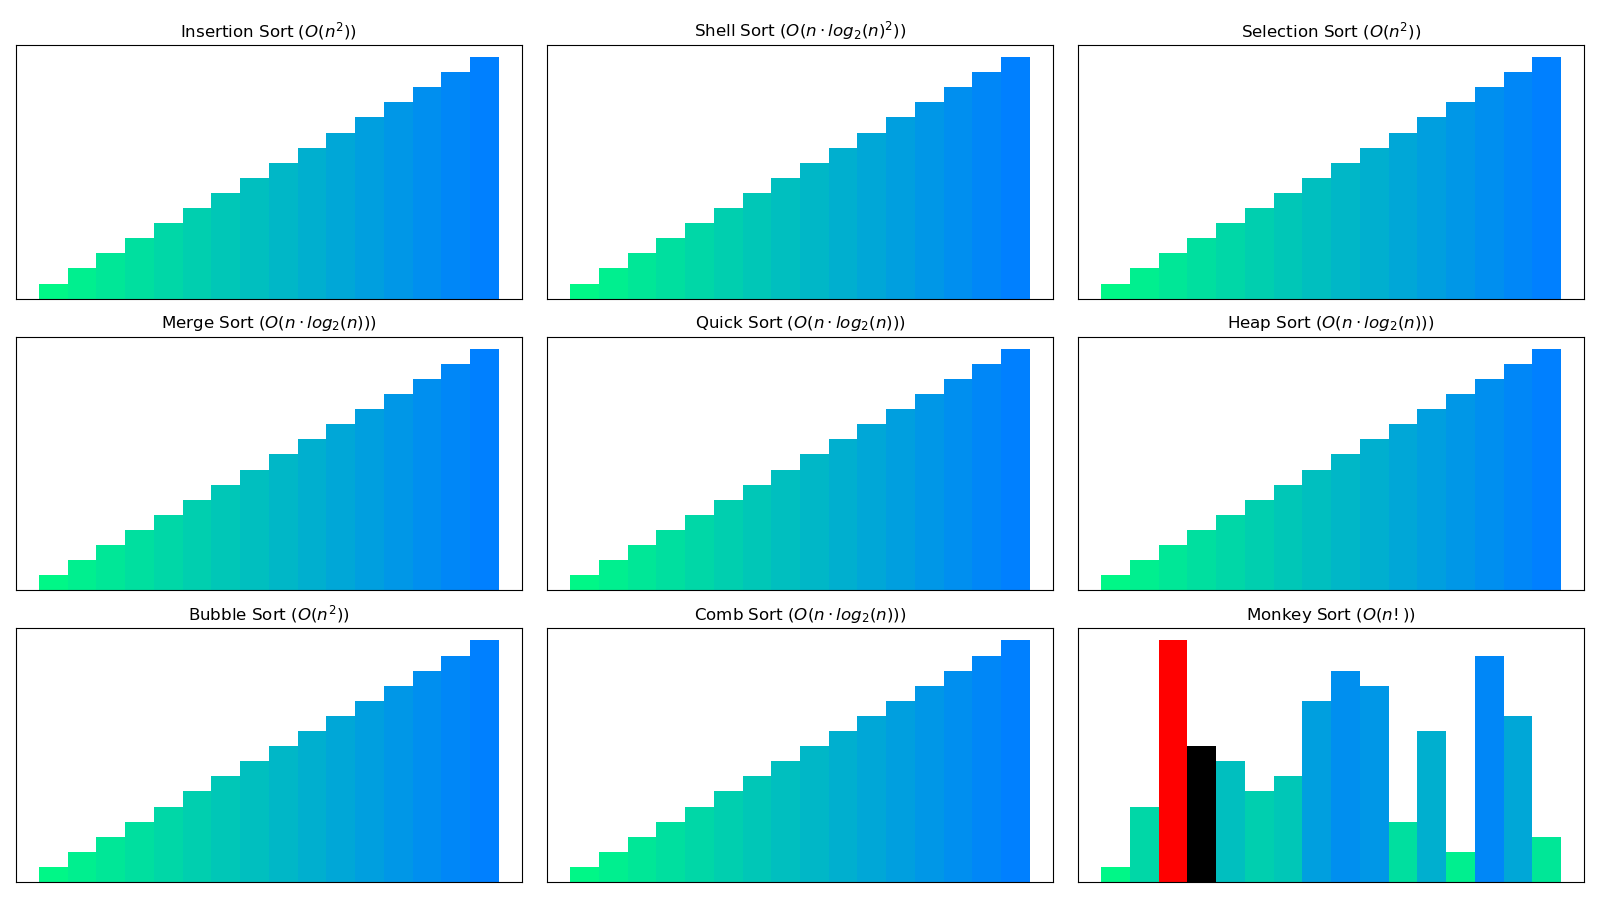 Insertion Sort (O(n²))
Shell Sort (O(n · log₂(n)²))
Selection Sort (O(n²))
Merge Sort (O(n · log₂(n)))
Quick Sort (O(n · log₂(n)))
Heap Sort (O(n · log₂(n)))
Bubble Sort (O(n²))
Comb Sort (O(n · log₂(n)))
Monkey Sort (O(n!))